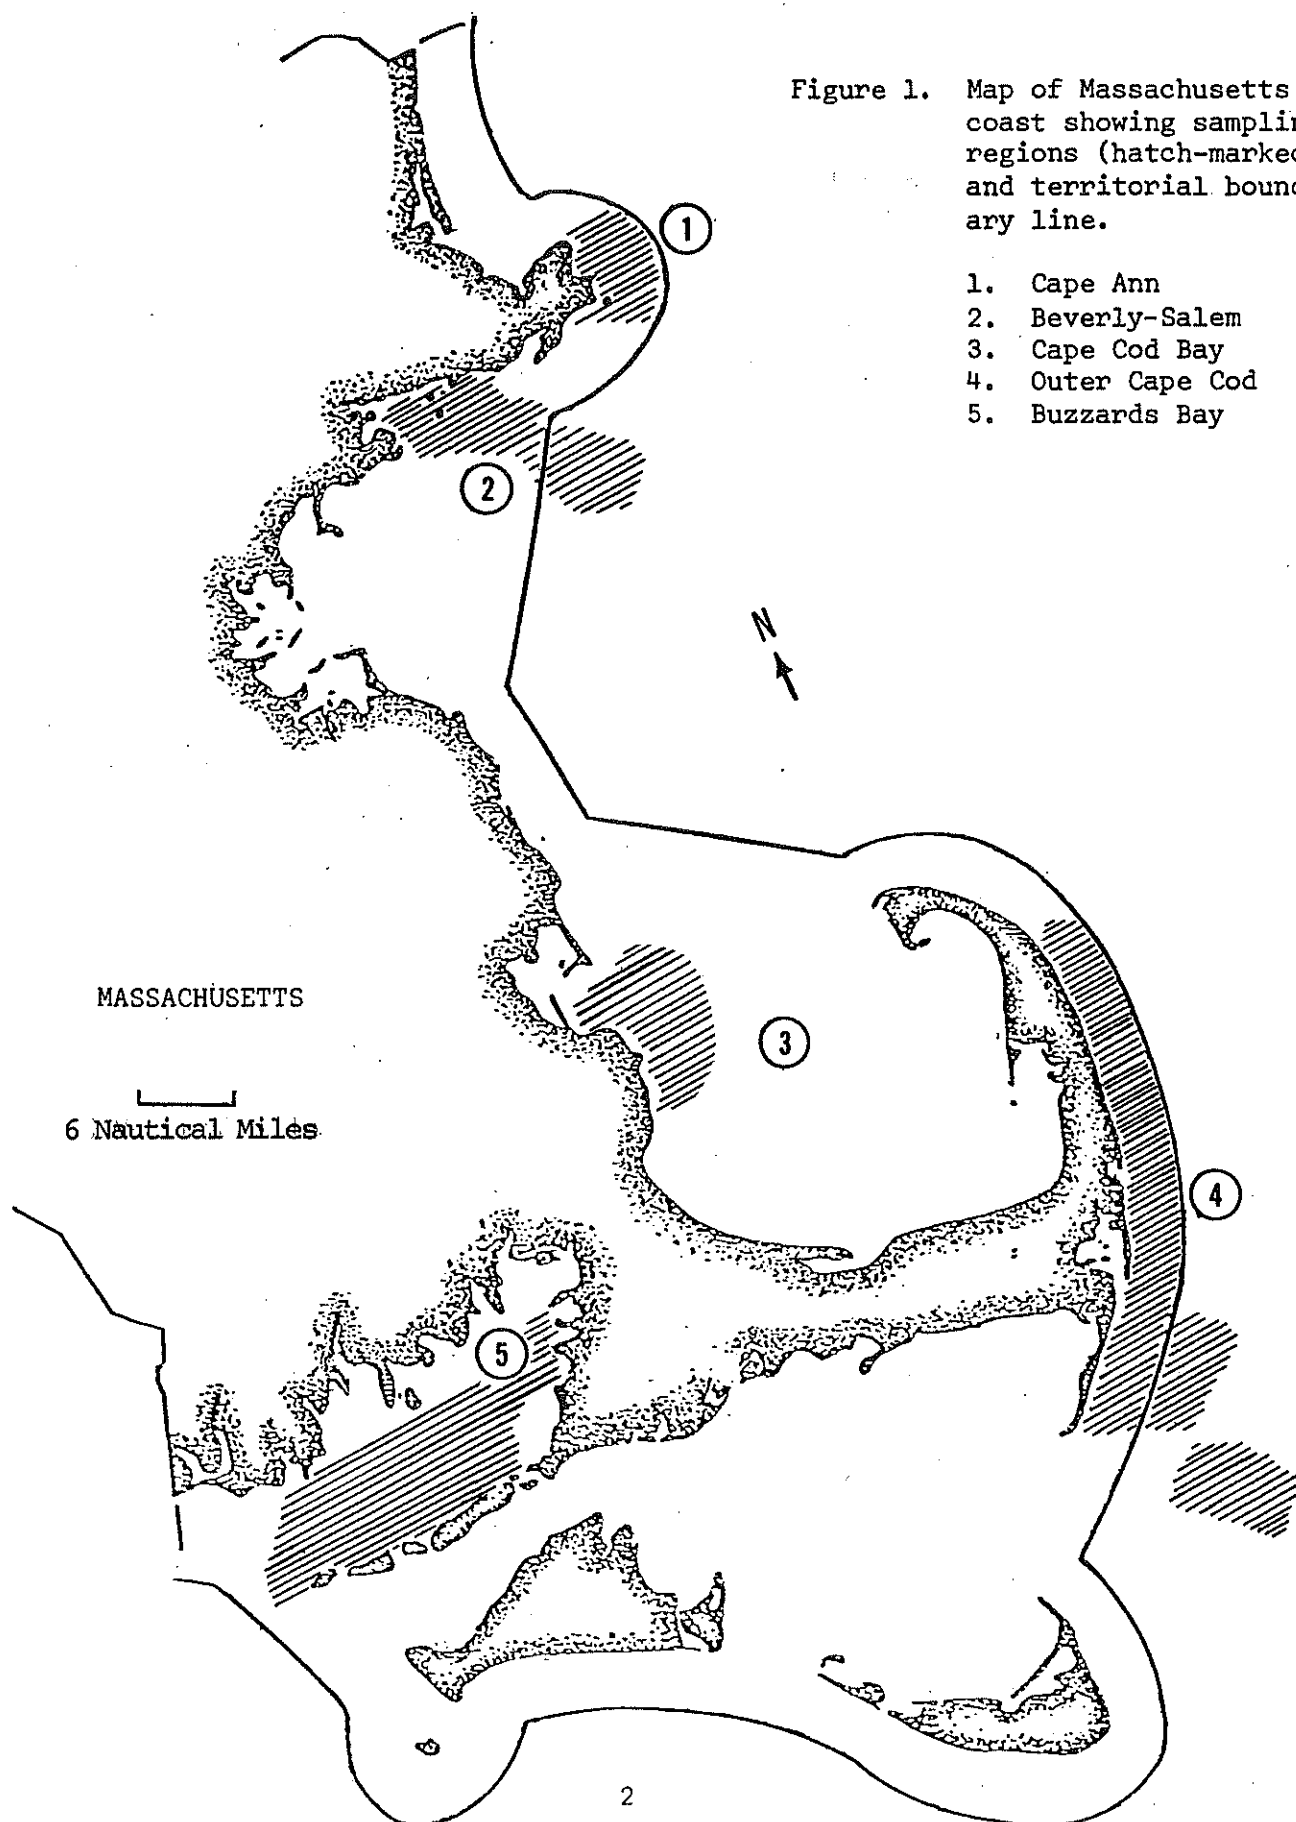 Figure 1. Map of Massachusetts
coast showing samplin
regions (hatch-marked
and territorial bound
ary line.
1. Cape Ann
2. Beverly-Salem
3. Cape Cod Bay
4. Outer Cape Cod
5. Buzzards Bay
1
2
N
MASSACHUSETTS
3
6 Nautical Miles
4
5
2